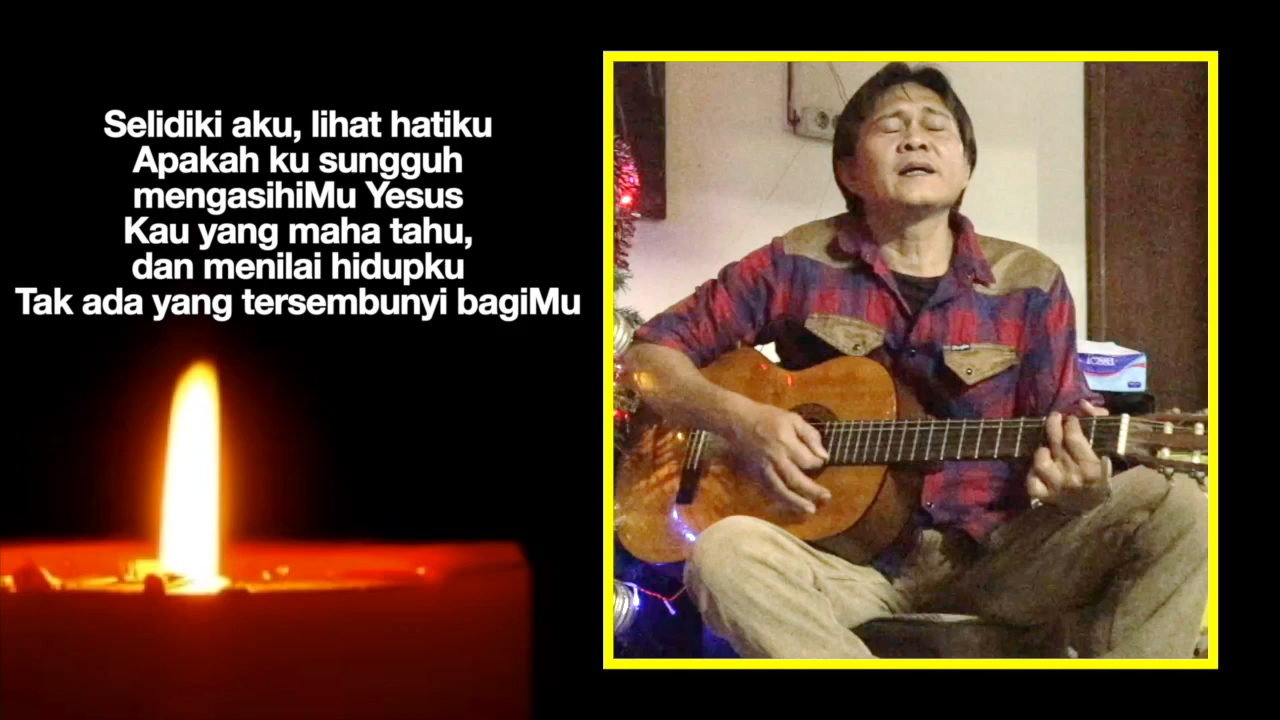 Selidiki aku, lihat hatiku
Apakah ku sungguh
mengasihiMu Yesus
Kau yang maha tahu,
dan menilai hidupku
Tak ada yang tersembunyi bagiMu